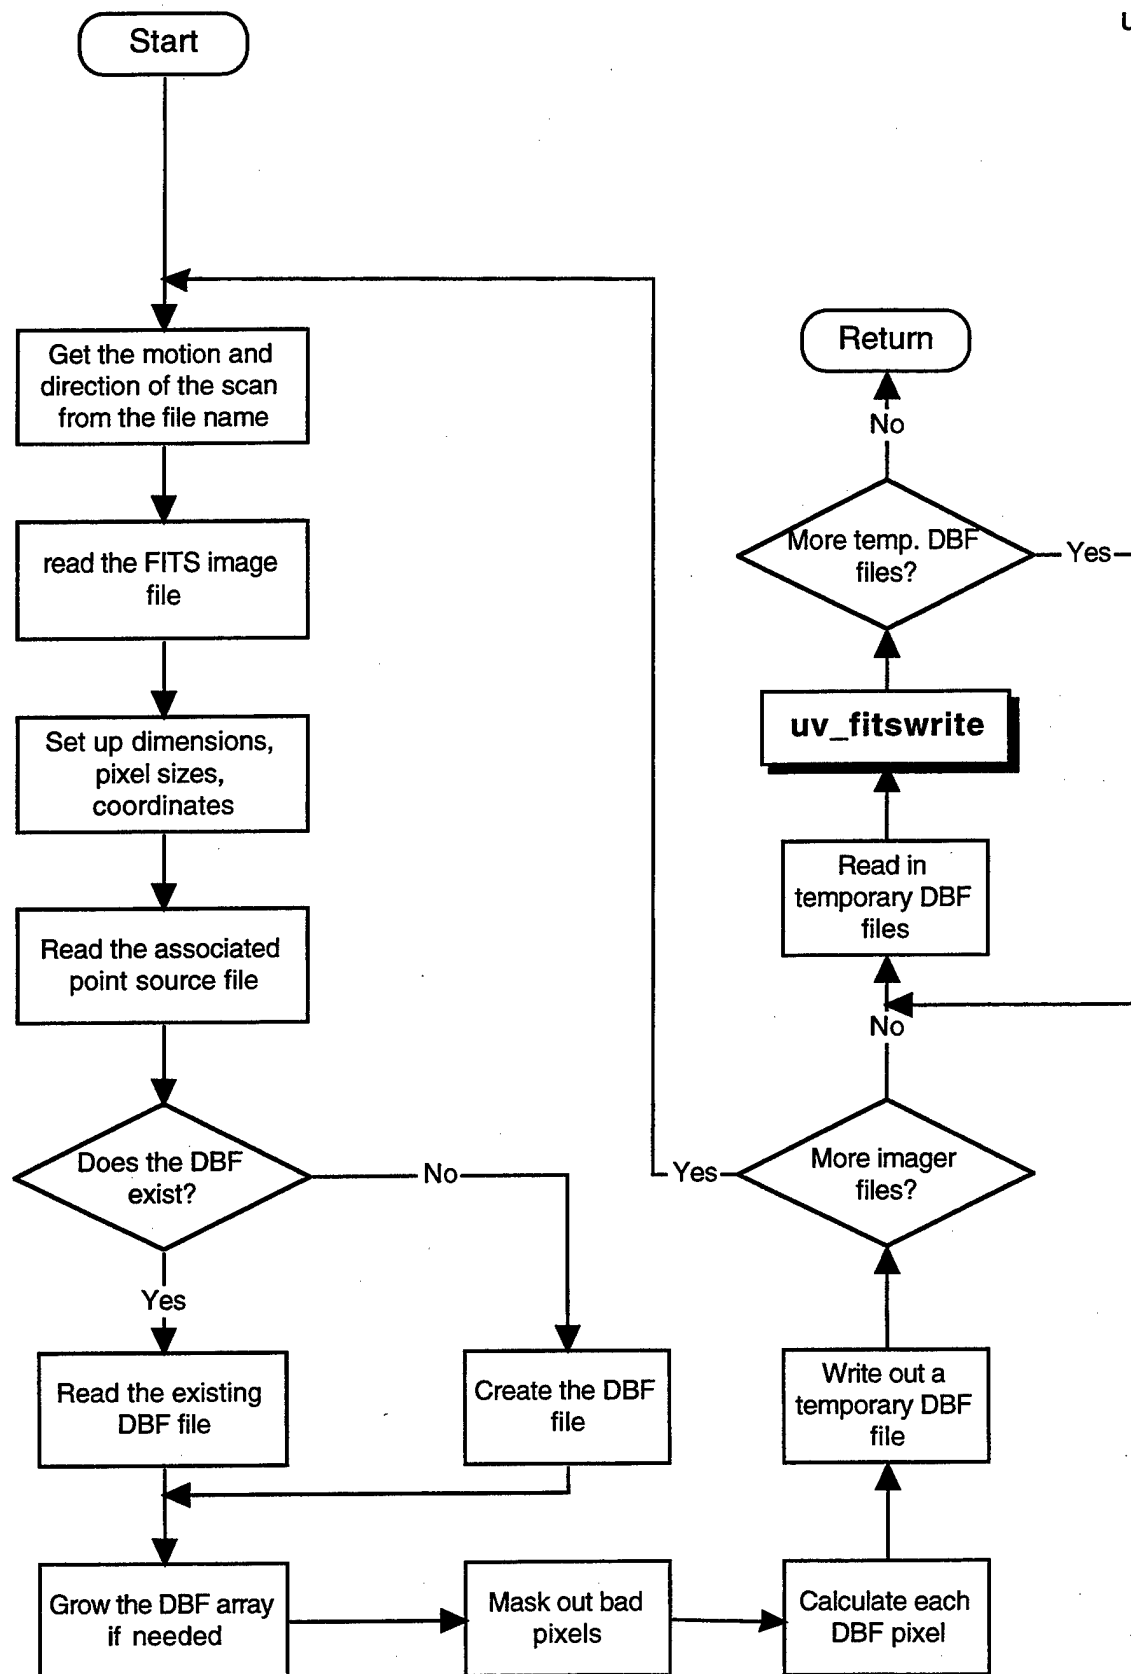 Start
Get the motion and
direction of the scan
from the file name
read the FITS image
file
Set up dimensions,
pixel sizes,
coordinates
Read the associated
point source file
Does the DBF
exist?
No
Yes
Read the existing
DBF file
Create the DBF
file
Grow the DBF array
if needed
Mask out bad
pixels
Calculate each
DBF pixel
Write out a
temporary DBF
file
More imager
files?
Yes
No
Read in
temporary DBF
files
uv_fitswrite
More temp. DBF
files?
Yes
No
Return